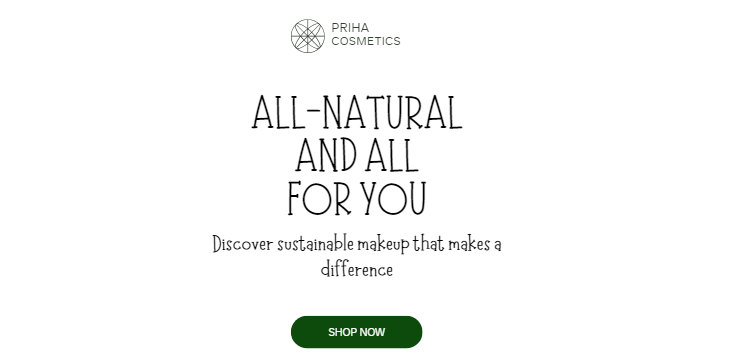 PRIHA
COSMETICS
ALL-NATURAL
AND ALL
FOR YOU
Discover sustainable makeup that makes a
difference
SHOP NOW